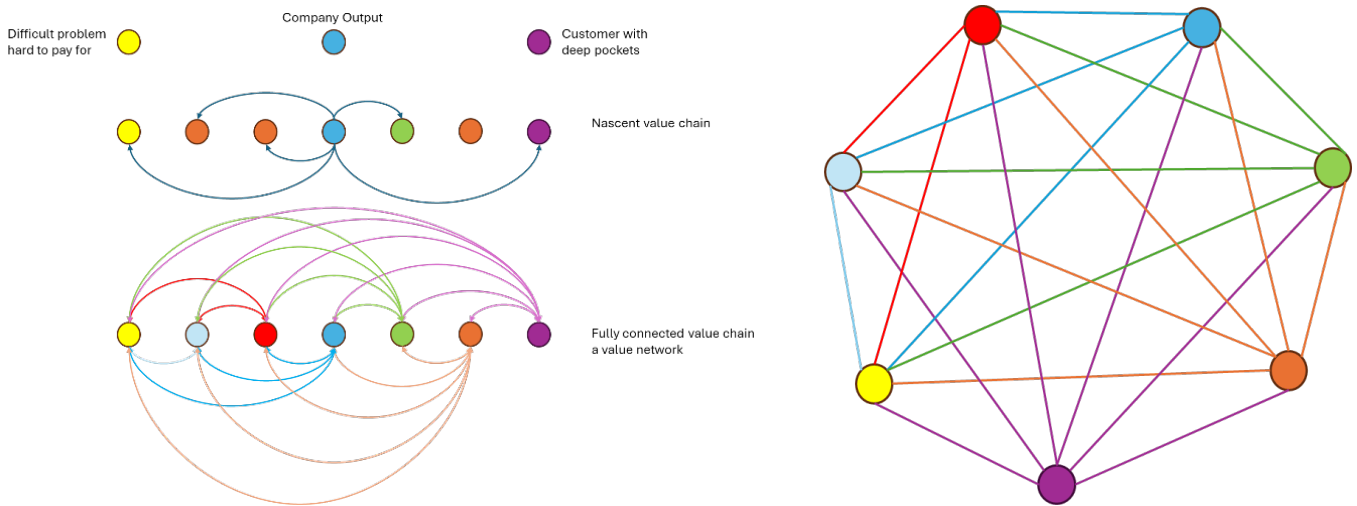 Difficult problem
hard to pay for
Company Output
Customer with
deep pockets
Nascent value chain
Fully connected value chain
a value network